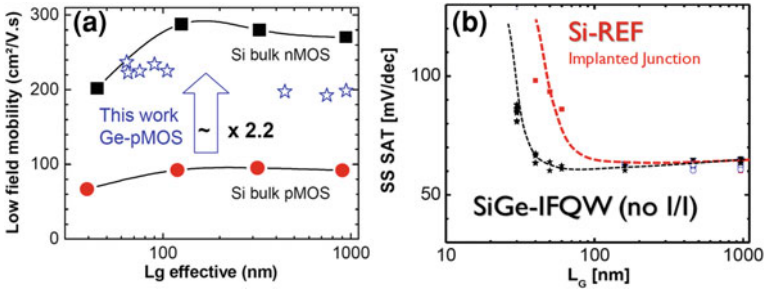 (a)
Low field mobility (cm²/V.s)
300
200
100
0
Si bulk nMOS
This work
Ge-pMOS
~ x 2.2
Si bulk pMOS
100
1000
Lg effective (nm)
(b)
SS SAT [mV/dec]
100
60
Si-REF
Implanted Junction
SiGe-IFQW (no I/I)
10
100
1000
L_G [nm]